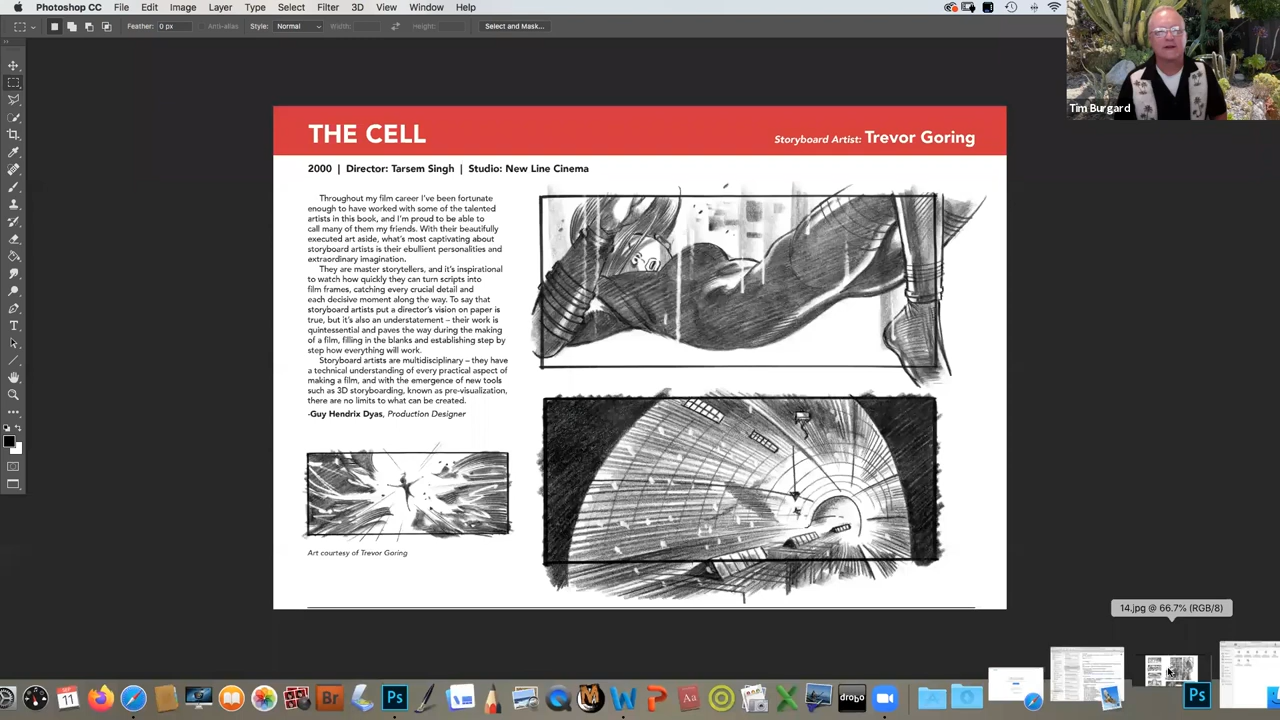 Photoshop CC File Edit Image Layer Type Select Filter 3D View Window Help
Feather: 0 px Anti-alias Style: Normal Width: Height: Select and Mask...
Tim Burgard
THE CELL
Storyboard Artist: Trevor Goring
2000 | Director: Tarsem Singh | Studio: New Line Cinema
Throughout my film career I've been fortunate
enough to have worked with some of the talented
artists in this book, and I'm proud to be able to
call many of them my friends. With their beautifully
executed art aside, what's most captivating about
storyboard artists is their ebullient personalities and
extraordinary imagination.
They are master storytellers, and it's inspirational
to watch how quickly they can turn scripts into
film frames, catching every crucial detail and
each decisive moment along the way. To say that
storyboard artists put a director's vision on paper is
true, but it's also an understatement – their work is
quintessential and paves the way during the making
of a film, filling in the blanks and establishing step by
step how everything will work.
Storyboard artists are multidisciplinary – they have
a technical understanding of every practical aspect of
making a film, and with the emergence of new tools
such as 3D storyboarding, known as pre-visualization,
there are no limits to what can be created.
-Guy Hendrix Dyas, Production Designer
Art courtesy of Trevor Goring
14.jpg @ 66.7% (RGB/8)
Br
Ps
W
P
Aa
X
drobo
Ps